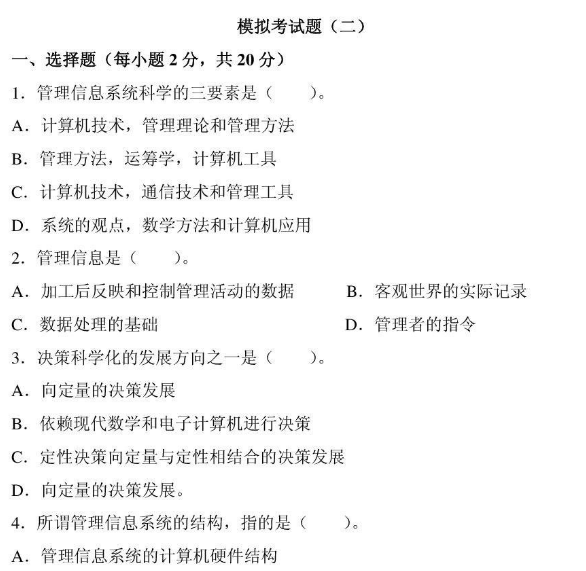 模拟考试题（二）
一、选择题（每小题 2 分，共 20 分）
1．管理信息系统科学的三要素是（　　）。
A．计算机技术，管理理论和管理方法
B．管理方法，运筹学，计算机工具
C．计算机技术，通信技术和管理工具
D．系统的观点，数学方法和计算机应用
2．管理信息是（　　）。
A．加工后反映和控制管理活动的数据　　　B．客观世界的实际记录
C．数据处理的基础　　　D．管理者的指令
3．决策科学化的发展方向之一是（　　）。
A．向定量的决策发展
B．依赖现代数学和电子计算机进行决策
C．定性决策向定量与定性相结合的决策发展
D．向定量的决策发展。
4．所谓管理信息系统的结构，指的是（　　）。
A．管理信息系统的计算机硬件结构